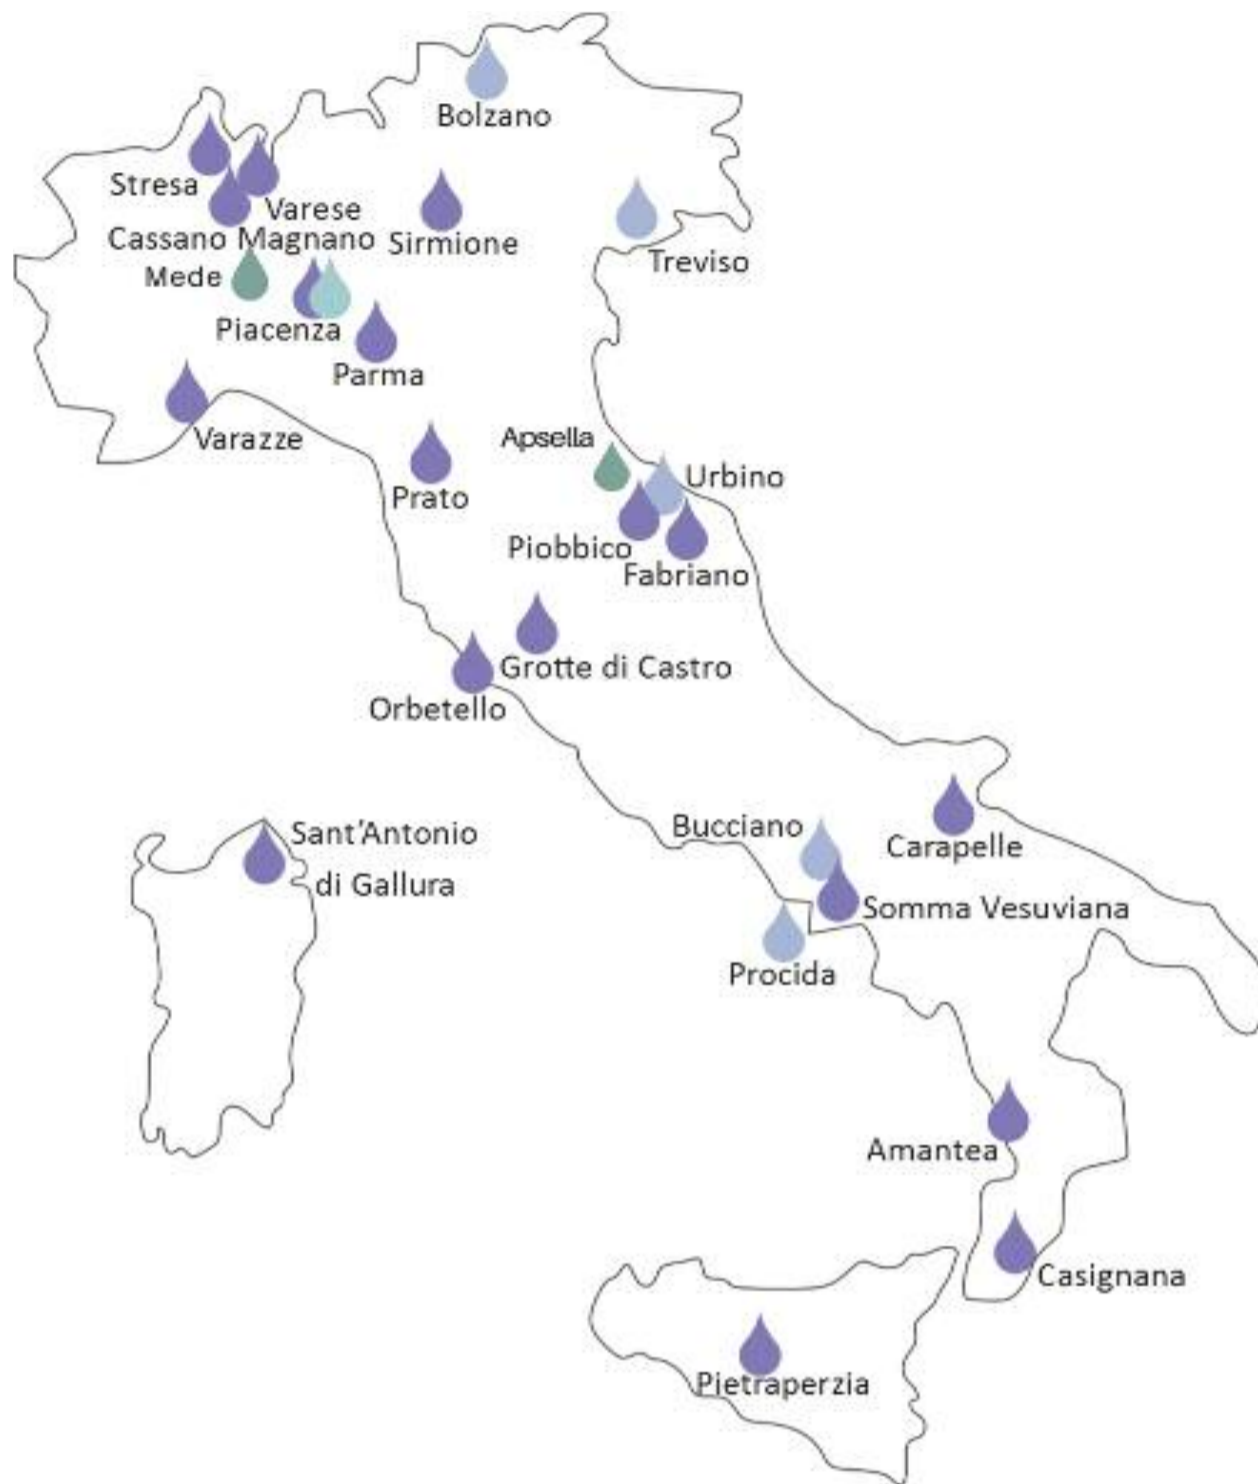 Bolzano
Stresa
Varese
Cassano Magnano
Sirmione
Treviso
Mede
Piacenza
Parma
Varazze
Apsella
Prato
Urbino
Piobbico
Fabriano
Grotte di Castro
Orbetello
Bucciano
Carapelle
Sant'Antonio
di Gallura
Somma Vesuviana
Procida
Amantea
Casignana
Pietraperzia